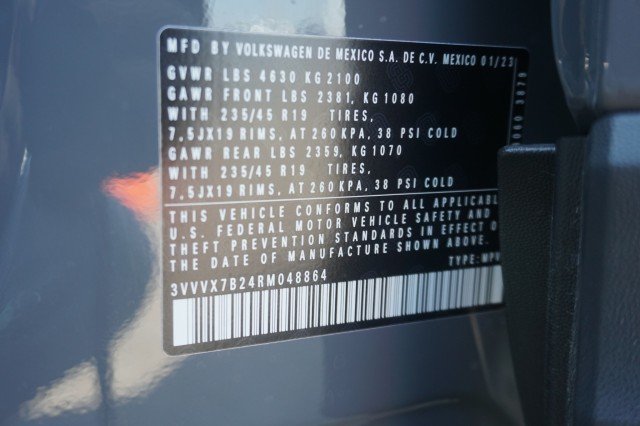 MFD BY VOLKSWAGEN DE MEXICO S.A. DE C.V. MEXICO 01/23
GVWR LBS 4630 KG 2100
GAWR FRONT LBS 2381, KG 1080
WITH 235/45 R19 TIRES,
7,5JX19 RIMS, AT 260 KPA, 38 PSI COLD
GAWR REAR LBS 2359, KG 1070
WITH 235/45 R19 TIRES,
7,5JX19 RIMS, AT 260 KPA, 38 PSI COLD
THIS VEHICLE CONFORMS TO ALL APPLICABL
U.S. FEDERAL MOTOR VEHICLE SAFETY AND
THEFT PREVENTION STANDARDS IN EFFECT O
THE DATE OF MANUFACTURE SHOWN ABOVE.
3VVVX7B24RM048864 TYPE: MPV